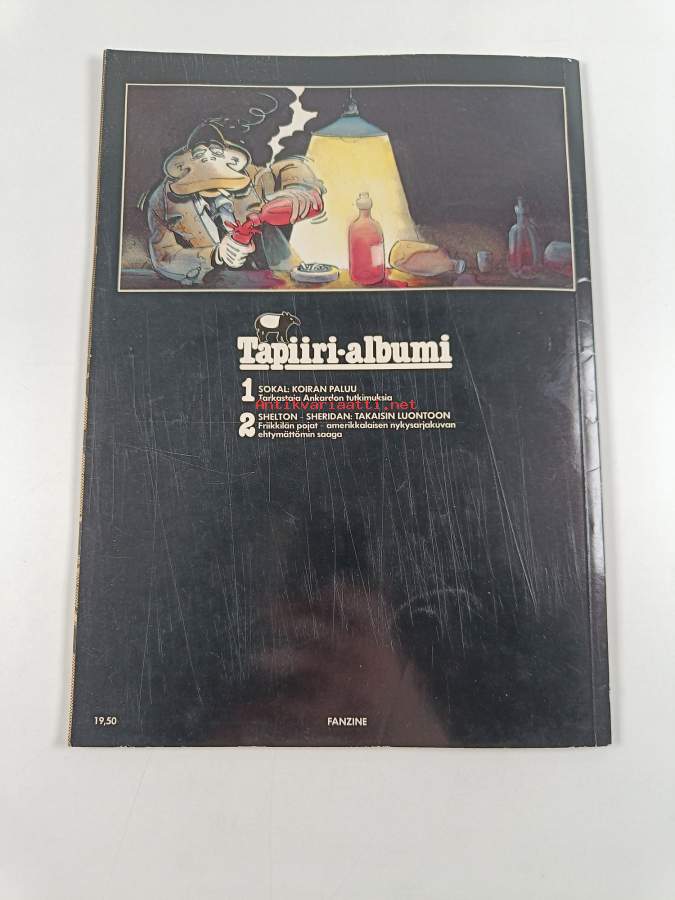 Tapiiri-albumi
1 SOKAL: KOIRAN PALUU
Tarkastaja Ankardon tutkimuksia
Antikvariaatti.net
2 SHELTON - SHERIDAN: TAKAISIN LUONTOON
Friikkilän pojat - amerikkalaisen nykysarjakuvan
ehtymättömin saaga
19,50
FANZINE